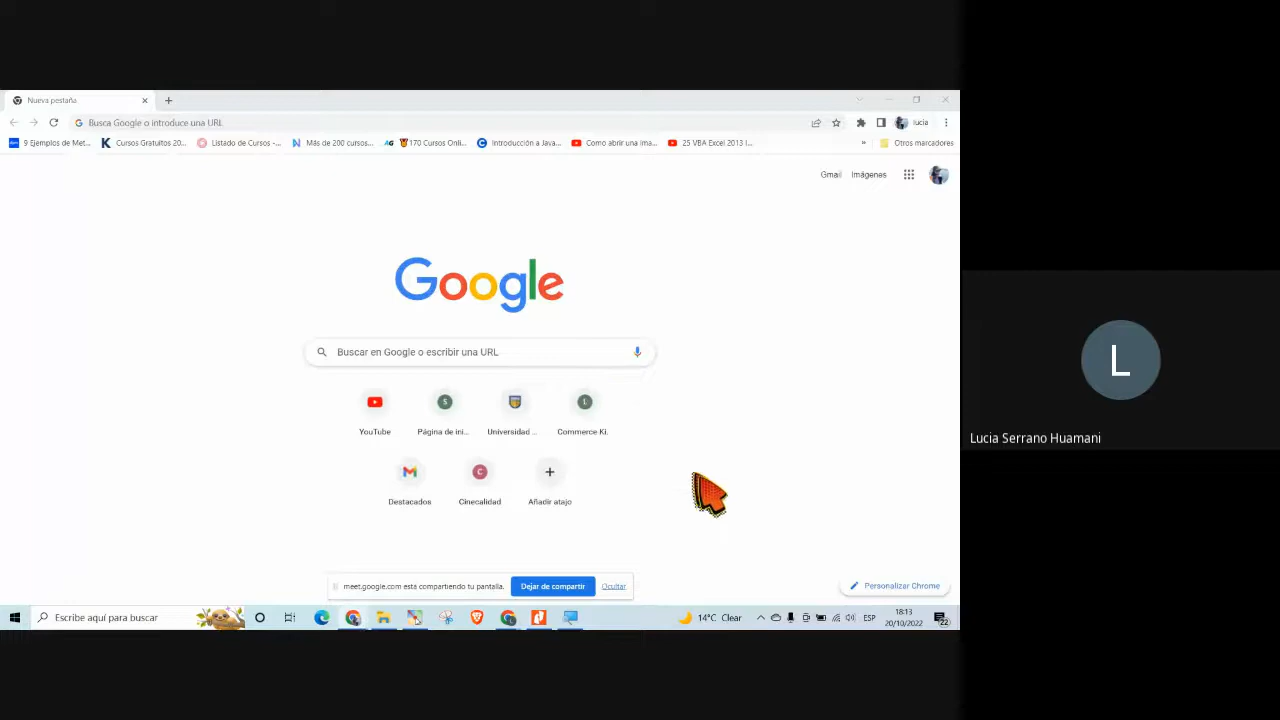 Nueva pestaña
Busca Google o introduce una URL
lucia
9 Ejemplos de Met...
Cursos Gratuitos 20...
Listado de Cursos -...
Más de 200 cursos...
170 Cursos Onli...
Introducción a Java...
Como abrir una ima...
25 VBA Excel 2013 I...
»
Otros marcadores
Gmail
Imágenes
Google
Buscar en Google o escribir una URL
S
L
YouTube
Página de ini...
Universidad ...
Commerce Ki.
C
Destacados
Cinecalidad
Añadir atajo
meet.google.com está compartiendo tu pantalla.
Dejar de compartir
Ocultar
Personalizar Chrome
Escribe aquí para buscar
14°C Clear
ESP
18:13
20/10/2022
22
L
Lucia Serrano Huamani